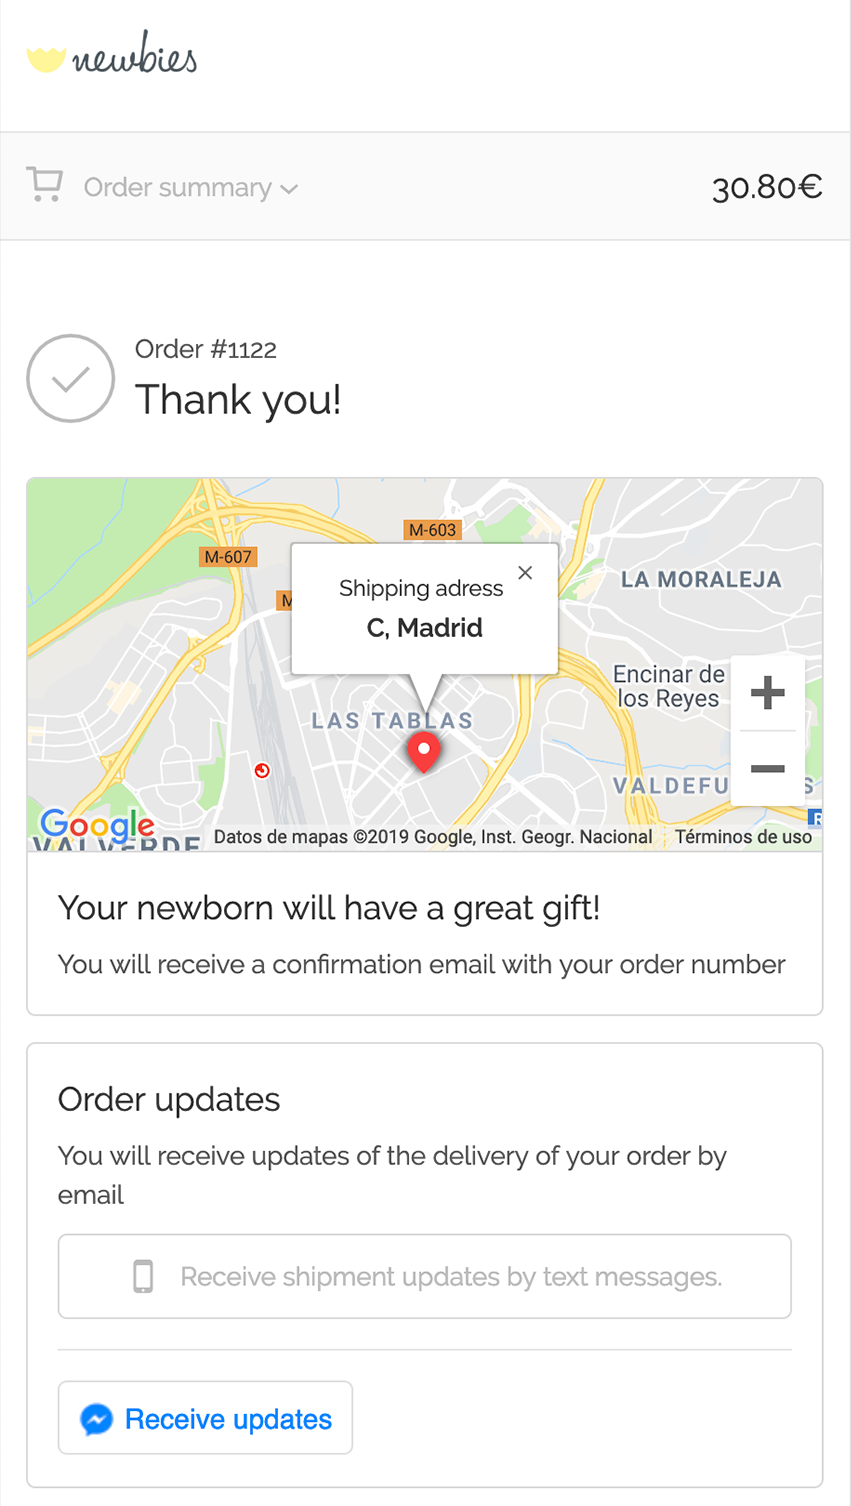 newbies
Order summary
30.80€
Order #1122
Thank you!
M-603
M-607
M
Shipping adress
C, Madrid
LA MORALEJA
Encinar de
los Reyes
LAS TABLAS
VALDEFU
S
R
Google
VALVERDE
Datos de mapas ©2019 Google, Inst. Geogr. Nacional
Términos de uso
Your newborn will have a great gift!
You will receive a confirmation email with your order number
Order updates
You will receive updates of the delivery of your order by
email
Receive shipment updates by text messages.
Receive updates